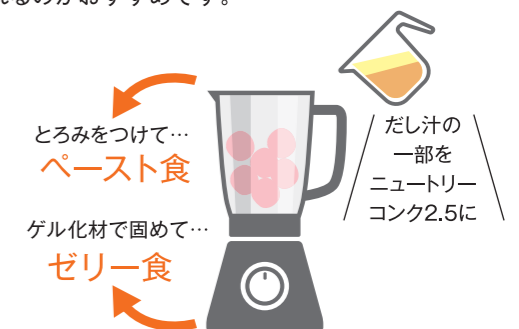 るのがおすすめです。
とろみをつけて…
ペースト食
ゲル化材で固めて…
ゼリー食
だし汁の
一部を
ニュートリー
コンク2.5に